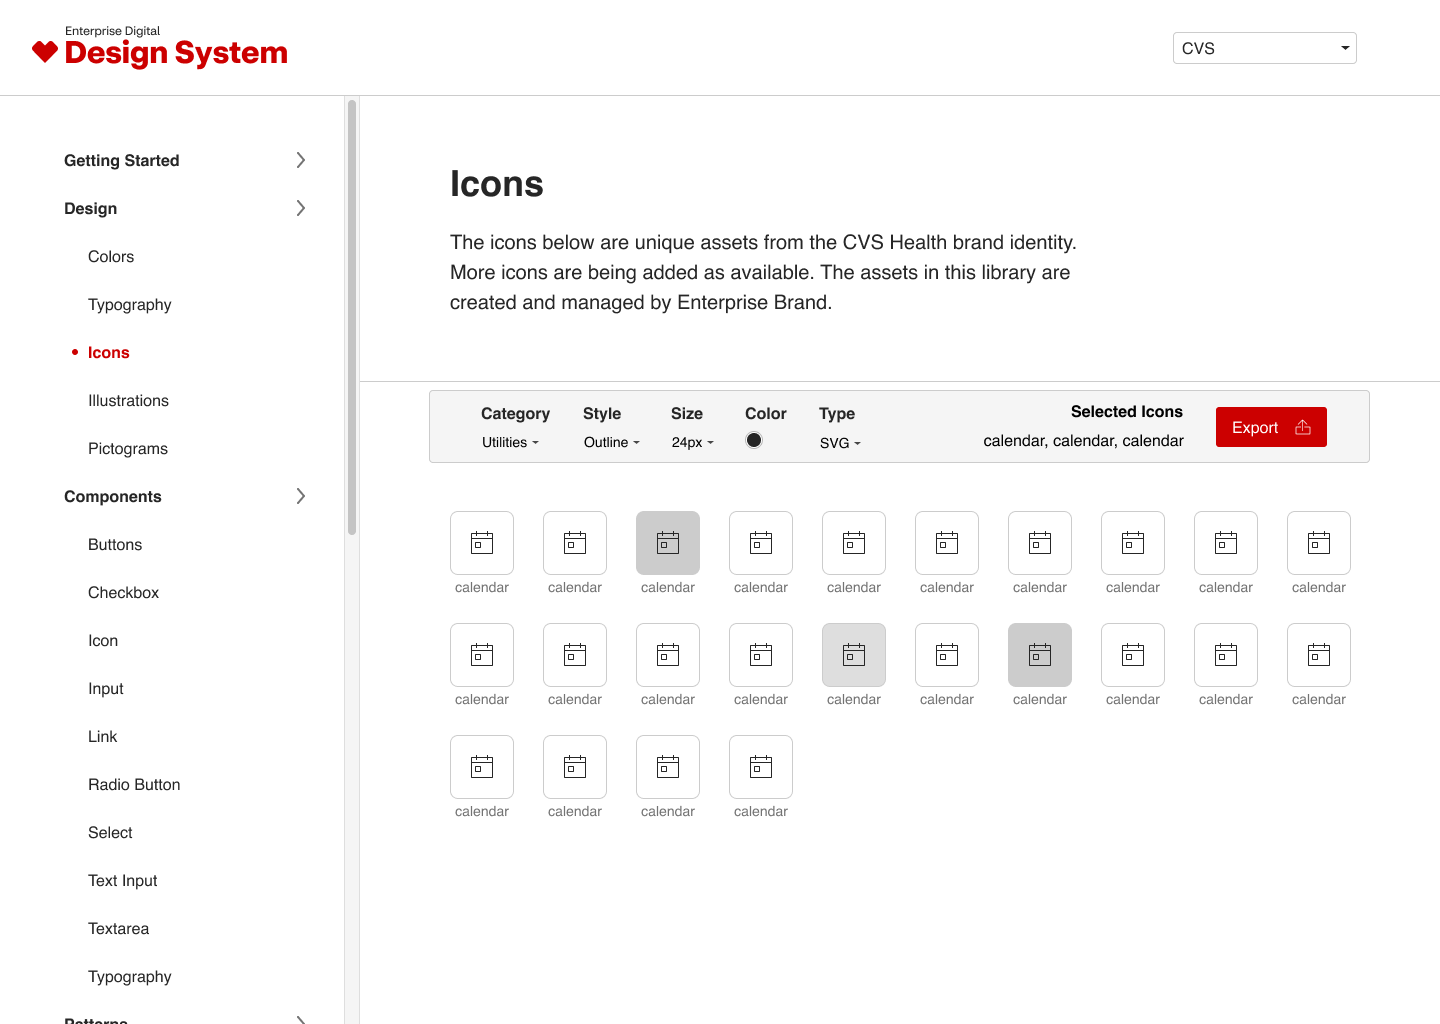 Enterprise Digital
Design System
CVS
Getting Started
Design
Colors
Typography
Icons
Illustrations
Pictograms
Components
Buttons
Checkbox
Icon
Input
Link
Radio Button
Select
Text Input
Textarea
Typography
Patterns
Icons
The icons below are unique assets from the CVS Health brand identity.
More icons are being added as available. The assets in this library are
created and managed by Enterprise Brand.
Category Style Size Color Type Selected Icons
Utilities Outline 24px SVG calendar, calendar, calendar
Export
calendar calendar calendar calendar calendar calendar calendar calendar calendar calendar
calendar calendar calendar calendar calendar calendar calendar calendar calendar calendar
calendar calendar calendar calendar